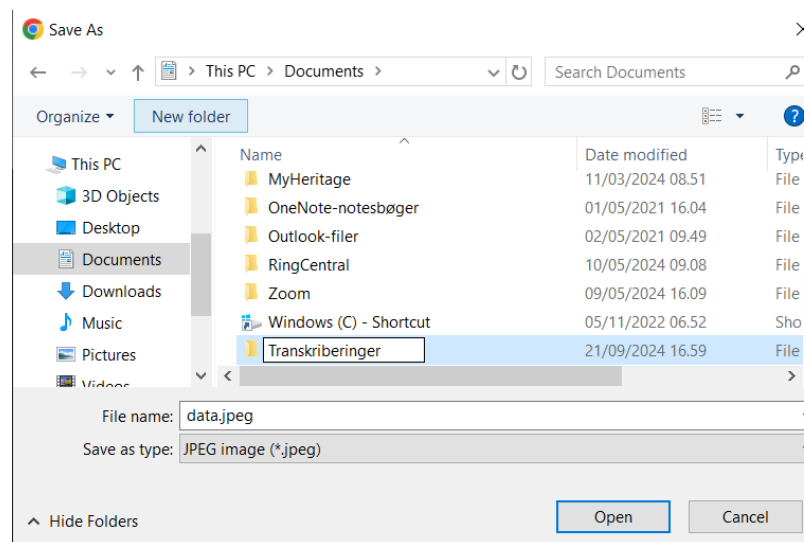 Save As
This PC > Documents >
Search Documents
Organize
New folder
Name
Date modified
Type
This PC
3D Objects
Desktop
Documents
Downloads
Music
Pictures
Videos
MyHeritage 11/03/2024 08.51 File
OneNote-notesbøger 01/05/2021 16.04 File
Outlook-filer 02/05/2021 09.49 File
RingCentral 10/05/2024 09.08 File
Zoom 09/05/2024 16.09 File
Windows (C) - Shortcut 05/11/2022 06.52 Sho
Transkriberinger 21/09/2024 16.59 File
File name: data.jpeg
Save as type: JPEG image (*.jpeg)
Hide Folders
Open
Cancel